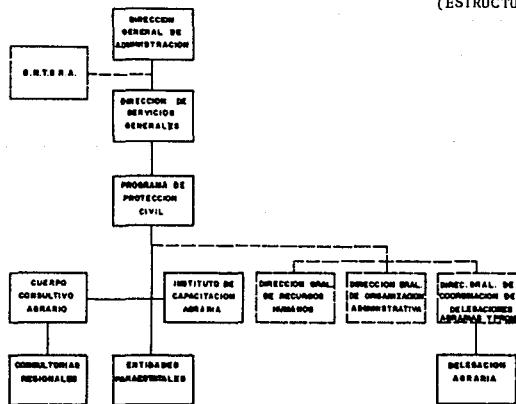 (ESTRUCTU
DIRECCION
GENERAL DE
ADMINISTRACION
S.N.T.S.R.A.
DIRECCION DE
SERVICIOS
GENERALES
PROGRAMA DE
PROTECCION
CIVIL
CUERPO
CONSULTIVO
AGRARIO
INSTITUTO DE
CAPACITACION
AGRARIA
DIRECCION GRAL.
DE RECURSOS
HUMANOS
DIRECCION GRAL.
DE ORGANIZACION
ADMINISTRATIVA
DIREC. GRAL. DE
COORDINACION DE
DELEGACIONES
AGRARIAS Y PROM
CONSULTORIAS
REGIONALES
ENTIDADES
PARAESTATALES
DELEGACION
AGRARIA